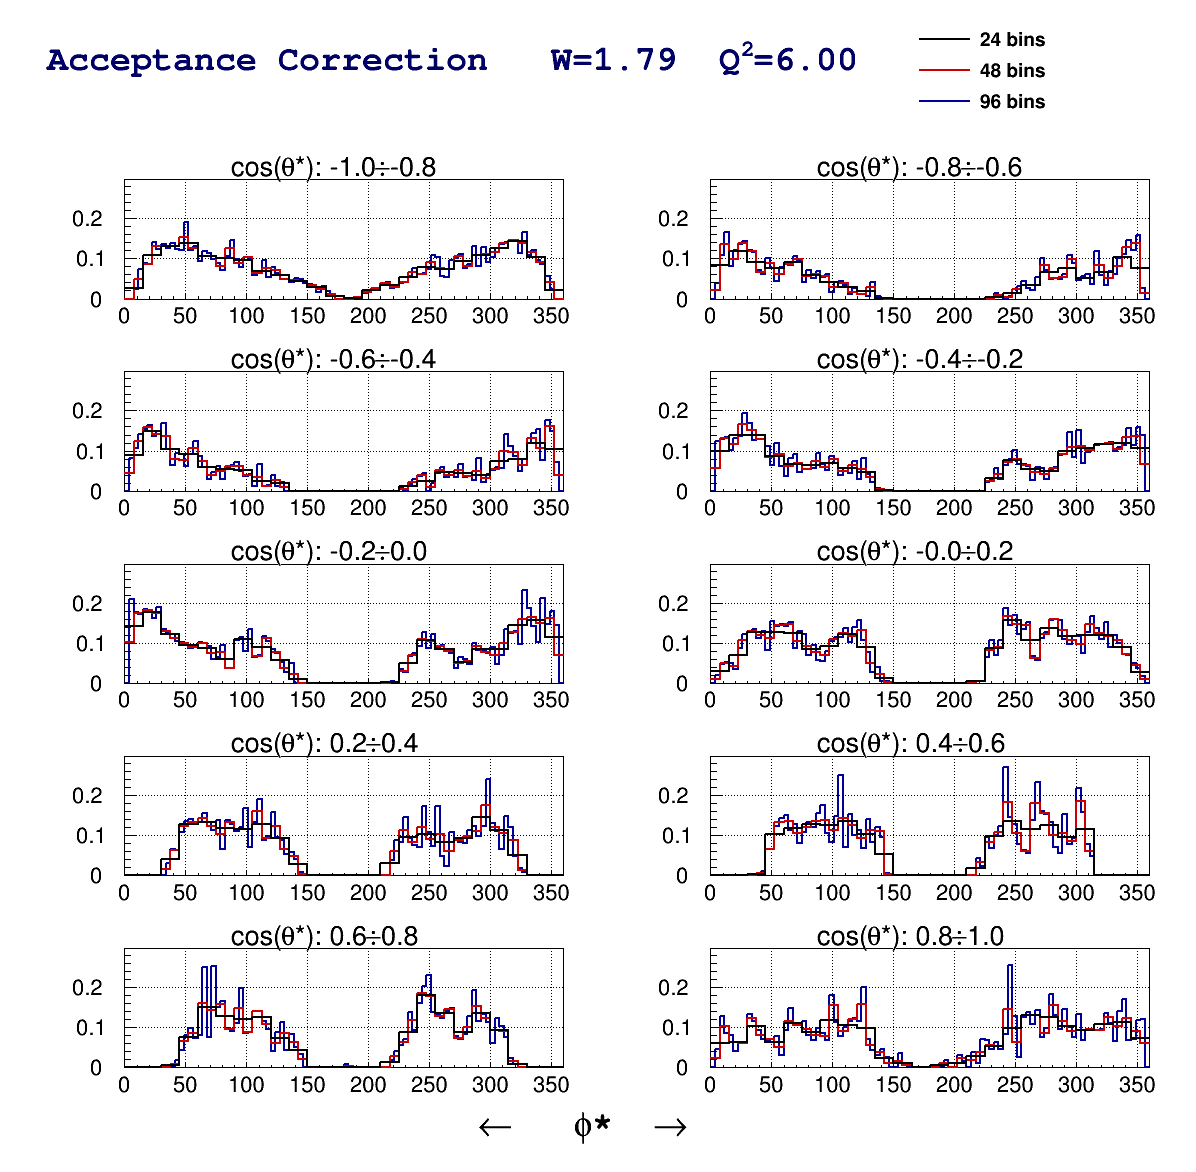 Acceptance Correction W=1.79 Q²=6.00
24 bins
48 bins
96 bins
cos(θ*): -1.0÷-0.8
0.2
0.1
0
0 50 100 150 200 250 300 350
cos(θ*): -0.8÷-0.6
0.2
0.1
0
0 50 100 150 200 250 300 350
cos(θ*): -0.6÷-0.4
0.2
0.1
0
0 50 100 150 200 250 300 350
cos(θ*): -0.4÷-0.2
0.2
0.1
0
0 50 100 150 200 250 300 350
cos(θ*): -0.2÷0.0
0.2
0.1
0
0 50 100 150 200 250 300 350
cos(θ*): -0.0÷0.2
0.2
0.1
0
0 50 100 150 200 250 300 350
cos(θ*): 0.2÷0.4
0.2
0.1
0
0 50 100 150 200 250 300 350
cos(θ*): 0.4÷0.6
0.2
0.1
0
0 50 100 150 200 250 300 350
cos(θ*): 0.6÷0.8
0.2
0.1
0
0 50 100 150 200 250 300 350
cos(θ*): 0.8÷1.0
0.2
0.1
0
0 50 100 150 200 250 300 350
← ϕ* →